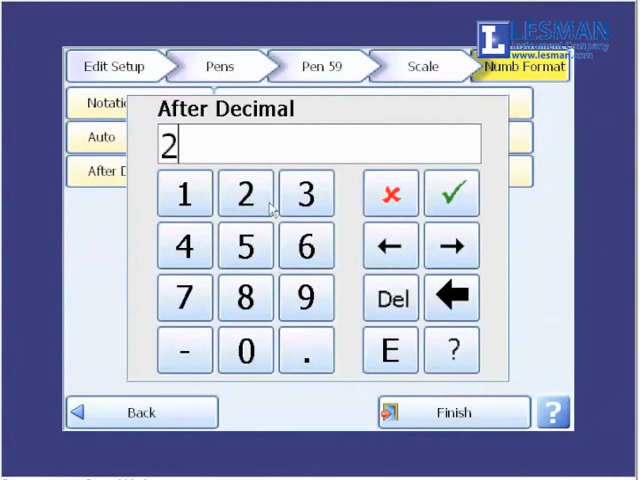 LESMAN
Instrument Company
www.lesman.com
Edit Setup
Pens
Pen 59
Scale
Numb Format
After Decimal
2
Auto
1 2 3
4 5 6
7 8 9 Del
- 0 . E ?
Back
Finish
?